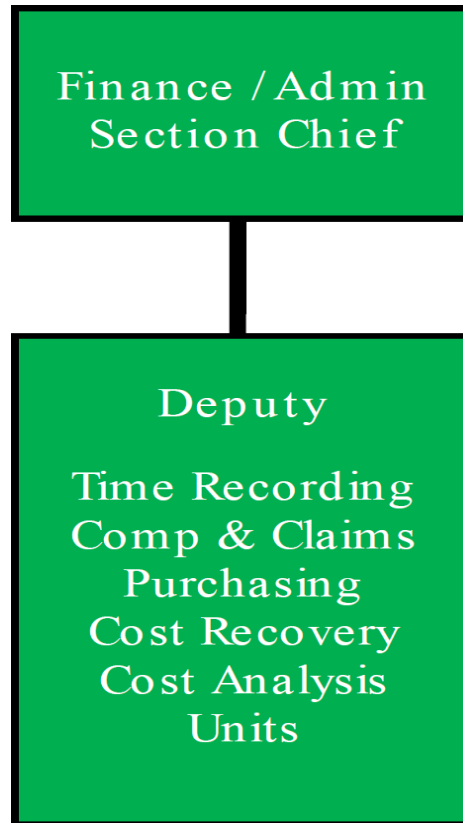 Finance / Admin
Section Chief
Deputy
Time Recording
Comp & Claims
Purchasing
Cost Recovery
Cost Analysis
Units